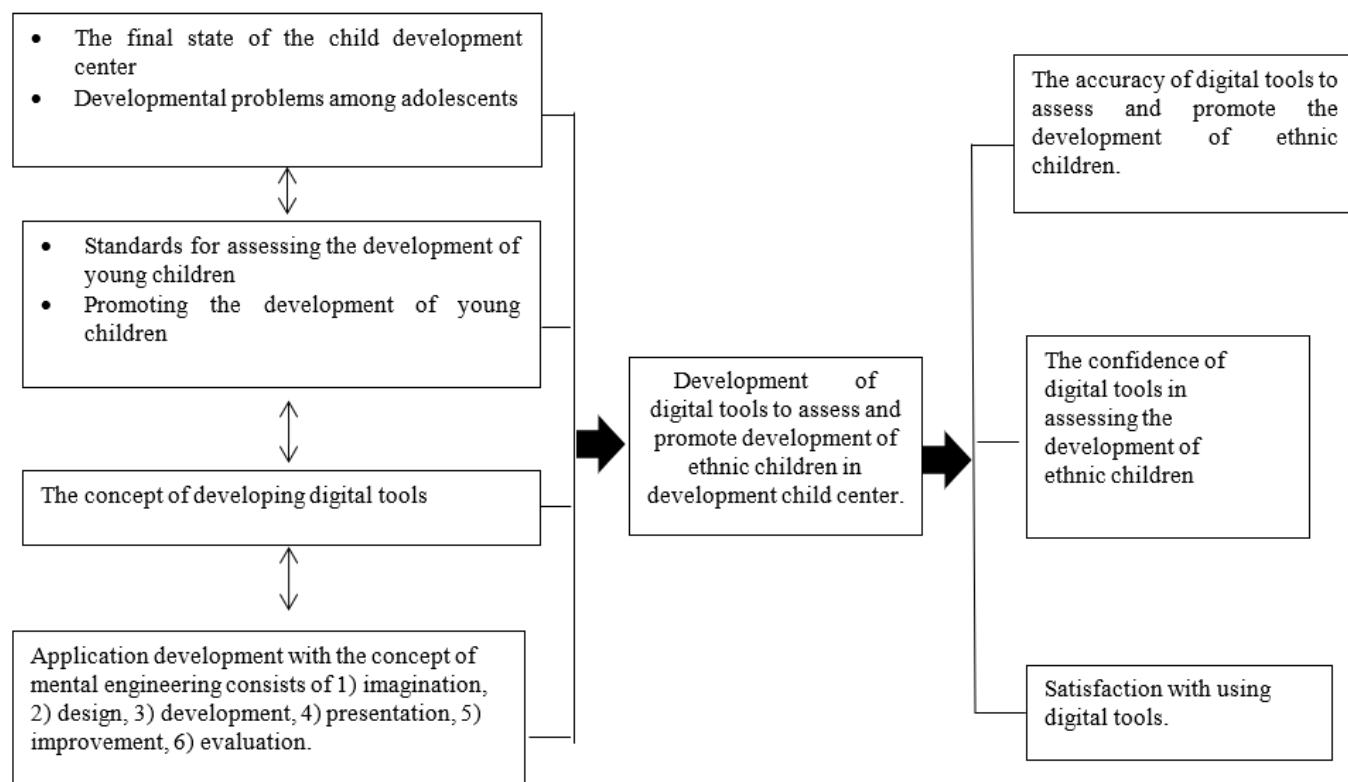 • The final state of the child development
center
• Developmental problems among adolescents
• Standards for assessing the development of
young children
• Promoting the development of young
children
The concept of developing digital tools
Application development with the concept of
mental engineering consists of 1) imagination,
2) design, 3) development, 4) presentation, 5)
improvement, 6) evaluation.
Development of
digital tools to assess and
promote development of
ethnic children in
development child center.
The accuracy of digital tools to
assess and promote the
development of ethnic
children.
The confidence of
digital tools in
assessing the
development of
ethnic children
Satisfaction with using
digital tools.